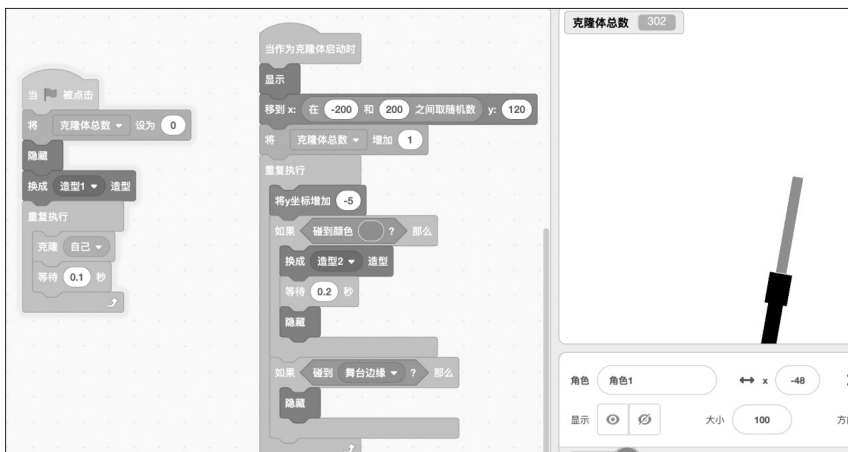 当 被点击
将 克隆体总数 设为 0
隐藏
换成 造型1 造型
重复执行
克隆 自己
等待 0.1 秒
当作为克隆体启动时
显示
移到 x: 在 -200 和 200 之间取随机数 y: 120
将 克隆体总数 增加 1
重复执行
将y坐标增加 -5
如果 碰到颜色 ? 那么
换成 造型2 造型
等待 0.2 秒
隐藏
如果 碰到 舞台边缘 ? 那么
隐藏
克隆体总数 302
角色 角色1 x -48
显示 大小 100